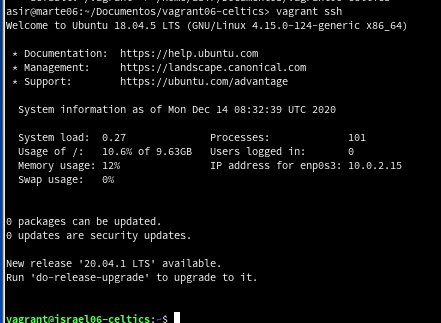 asir@marte06:~/Documentos/vagrant06-celtics> vagrant ssh
Welcome to Ubuntu 18.04.5 LTS (GNU/Linux 4.15.0-124-generic x86_64)
* Documentation:  https://help.ubuntu.com
* Management:     https://landscape.canonical.com
* Support:        https://ubuntu.com/advantage
System information as of Mon Dec 14 08:32:39 UTC 2020
System load:  0.27              Processes:             101
Usage of /:   10.6% of 9.63GB   Users logged in:       0
Memory usage: 12%               IP address for enp0s3: 10.0.2.15
Swap usage:   0%
0 packages can be updated.
0 updates are security updates.
New release '20.04.1 LTS' available.
Run 'do-release-upgrade' to upgrade to it.
vagrant@israel06-celtics:~$